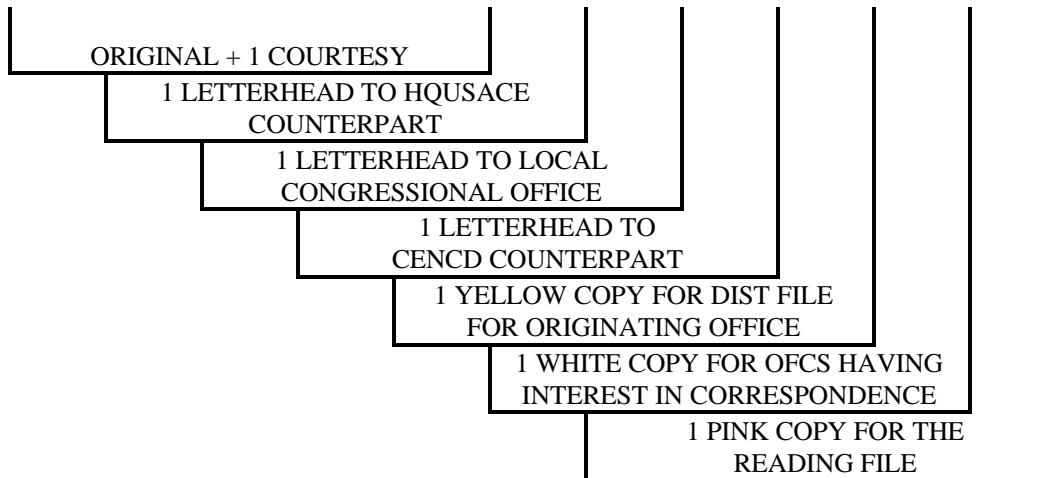 ORIGINAL + 1 COURTESY
1 LETTERHEAD TO HQUSACE
COUNTERPART
1 LETTERHEAD TO LOCAL
CONGRESSIONAL OFFICE
1 LETTERHEAD TO
CENCD COUNTERPART
1 YELLOW COPY FOR DIST FILE
FOR ORIGINATING OFFICE
1 WHITE COPY FOR OFCS HAVING
INTEREST IN CORRESPONDENCE
1 PINK COPY FOR THE
READING FILE